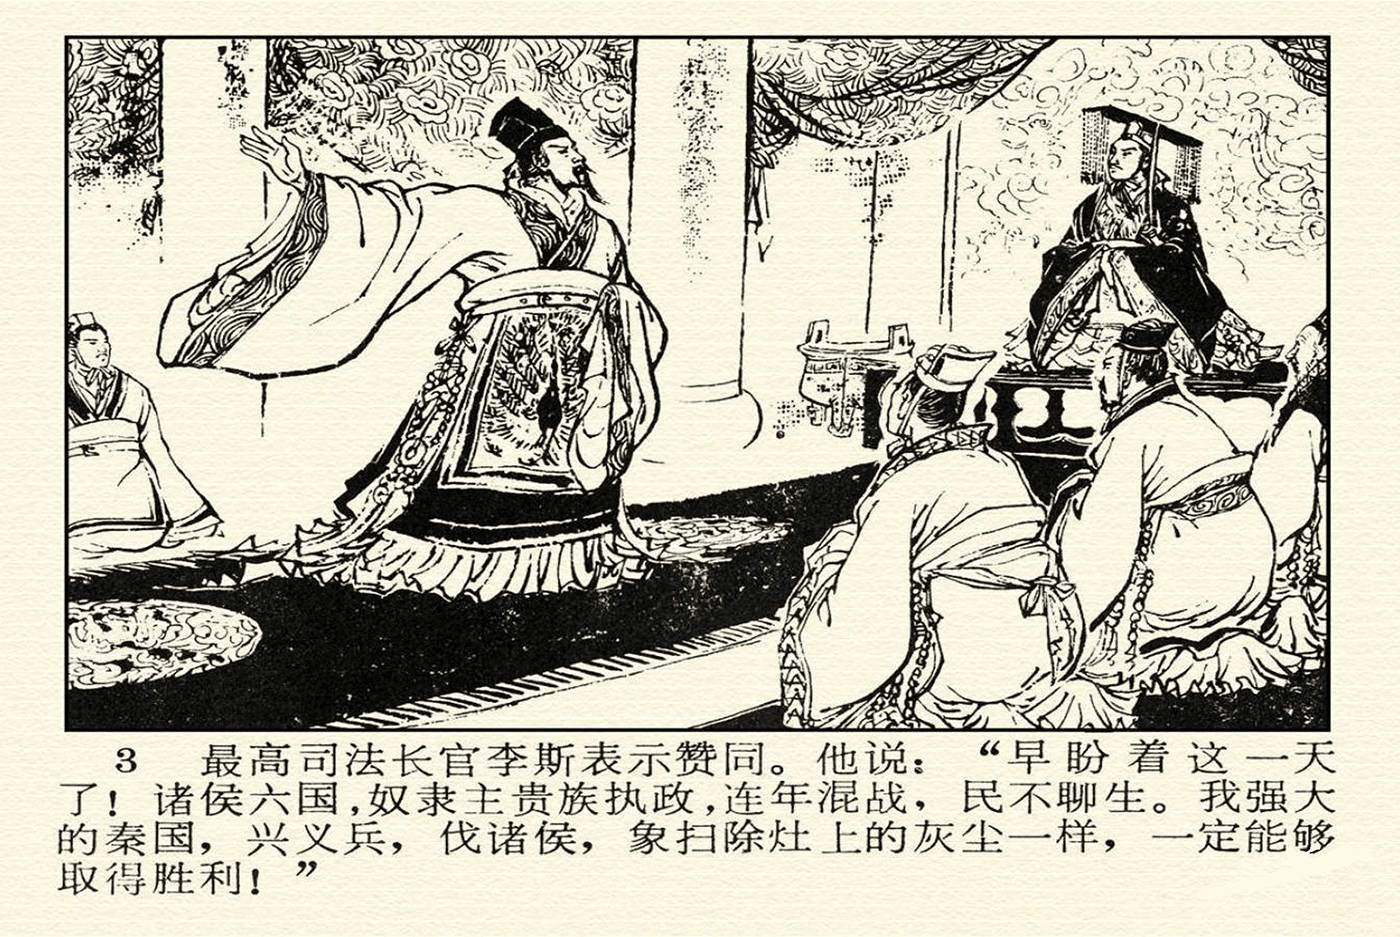 3 最高司法长官李斯表示赞同。他说：“早盼着这一天
了！诸侯六国，奴隶主贵族执政，连年混战，民不聊生。我强大
的秦国，兴义兵，伐诸侯，象扫除灶上的灰尘一样，一定能够
取得胜利！”